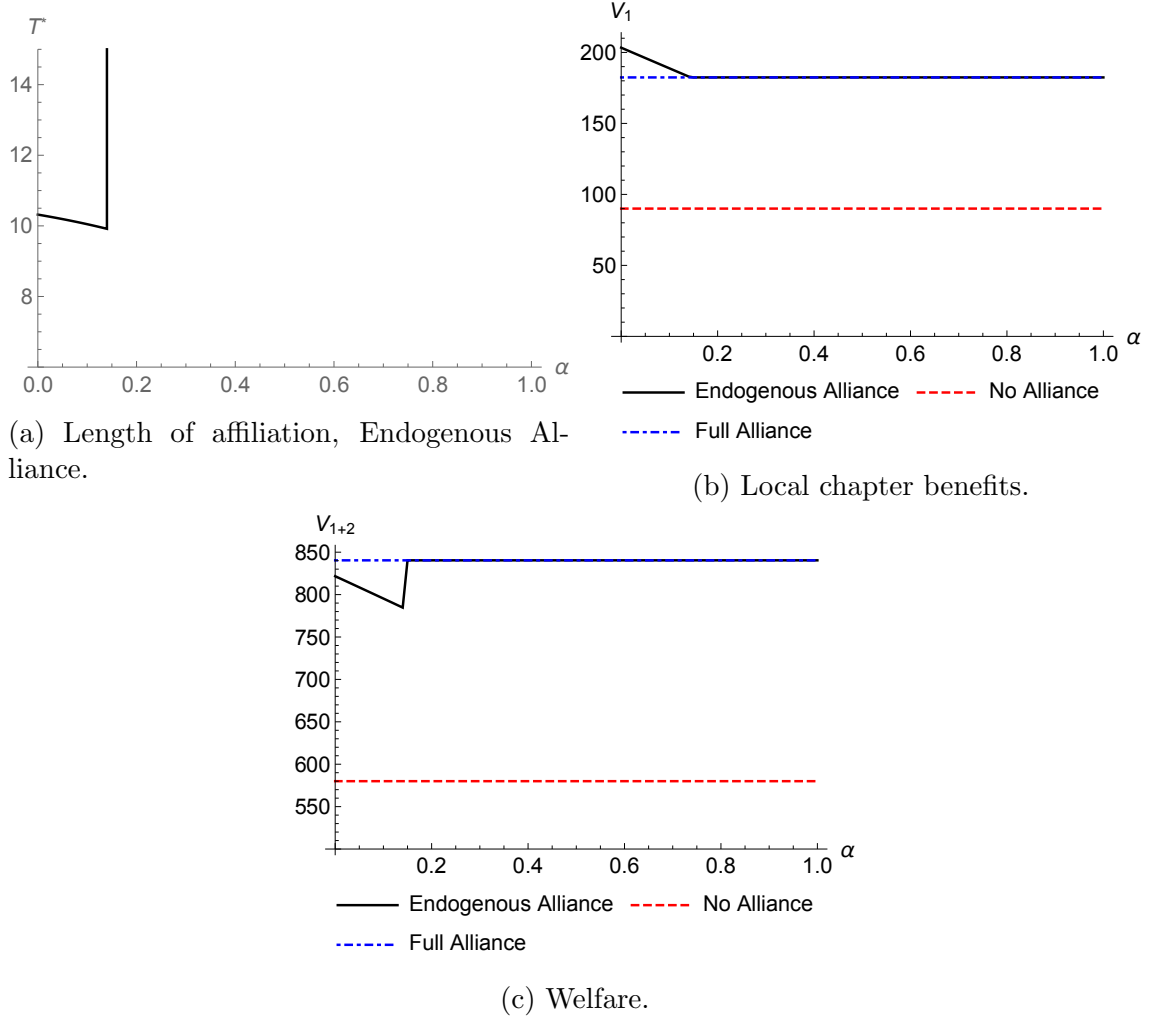 T*
14
12
10
8
0.0 0.2 0.4 0.6 0.8 1.0 α
(a) Length of affiliation, Endogenous Al-
liance.
V1
200
150
100
50
0.2 0.4 0.6 0.8 1.0 α
Endogenous Alliance No Alliance
Full Alliance
(b) Local chapter benefits.
V1+2
850
800
750
700
650
600
550
0.2 0.4 0.6 0.8 1.0 α
Endogenous Alliance No Alliance
Full Alliance
(c) Welfare.